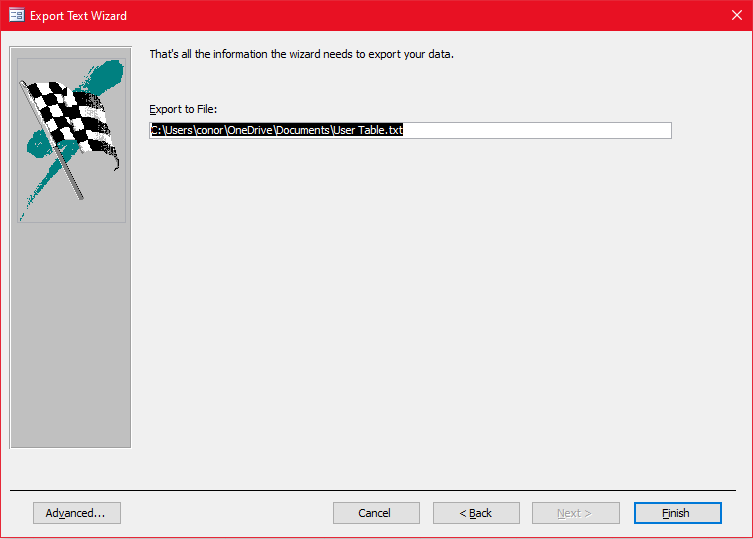 Export Text Wizard
That's all the information the wizard needs to export your data.
Export to File:
C:\Users\conor\OneDrive\Documents\User Table.txt
Advanced... Cancel < Back Next > Finish